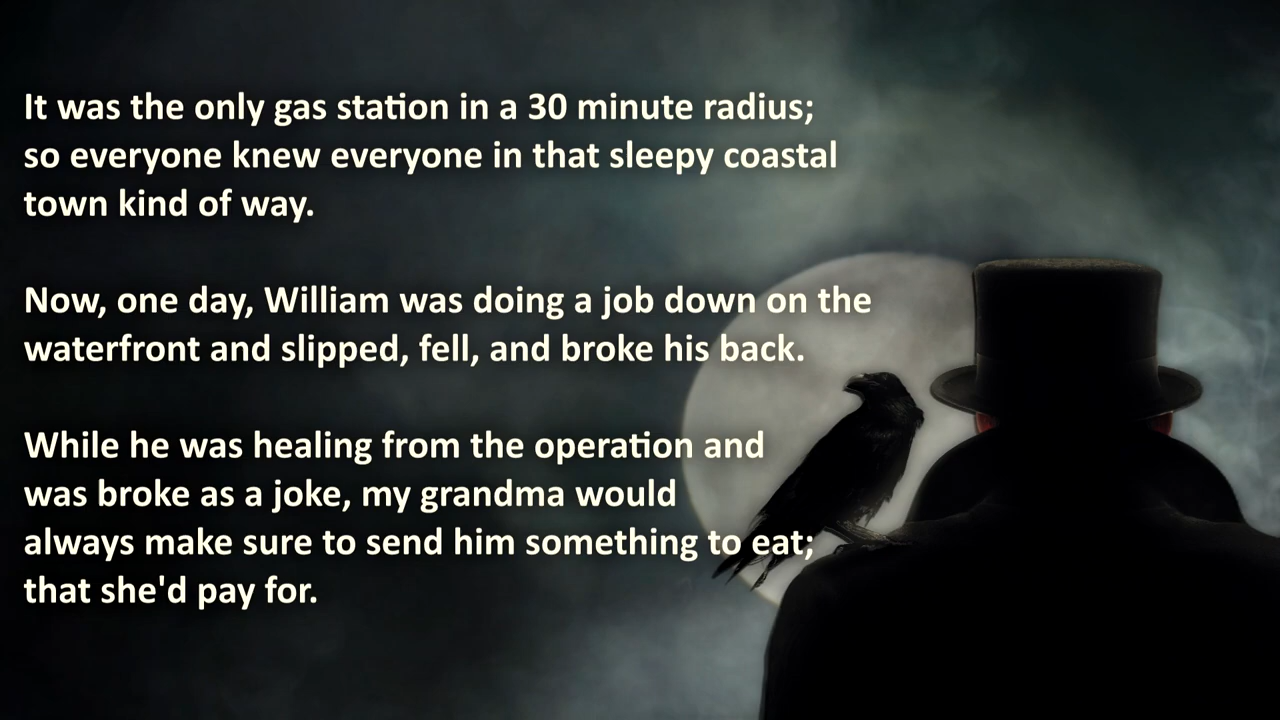 It was the only gas station in a 30 minute radius;
so everyone knew everyone in that sleepy coastal
town kind of way.
Now, one day, William was doing a job down on the
waterfront and slipped, fell, and broke his back.
While he was healing from the operation and
was broke as a joke, my grandma would
always make sure to send him something to eat;
that she'd pay for.